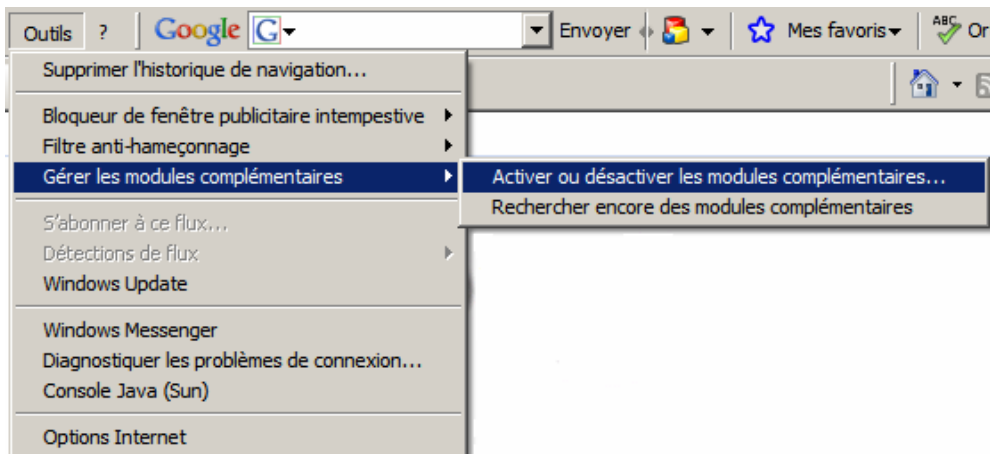 Outils ? Google G Envoyer Mes favoris ABC Or
Supprimer l'historique de navigation...
Bloqueur de fenêtre publicitaire intempestive
Filtre anti-hameçonnage
Gérer les modules complémentaires
Activer ou désactiver les modules complémentaires...
Rechercher encore des modules complémentaires
S'abonner à ce flux...
Détections de flux
Windows Update
Windows Messenger
Diagnostiquer les problèmes de connexion...
Console Java (Sun)
Options Internet